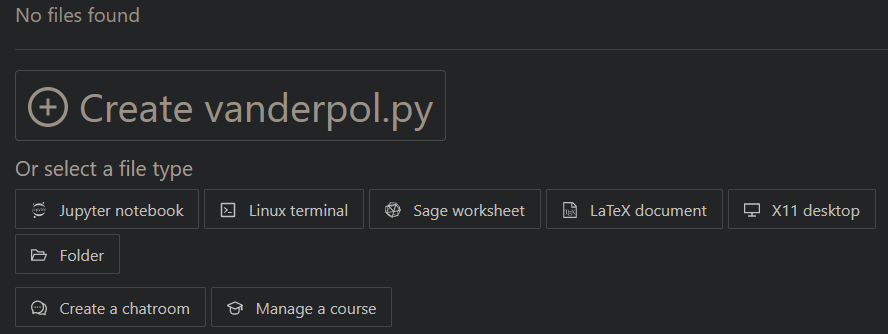 No files found
Create vanderpol.py
Or select a file type
Jupyter notebook Linux terminal Sage worksheet LaTeX document X11 desktop
Folder
Create a chatroom Manage a course